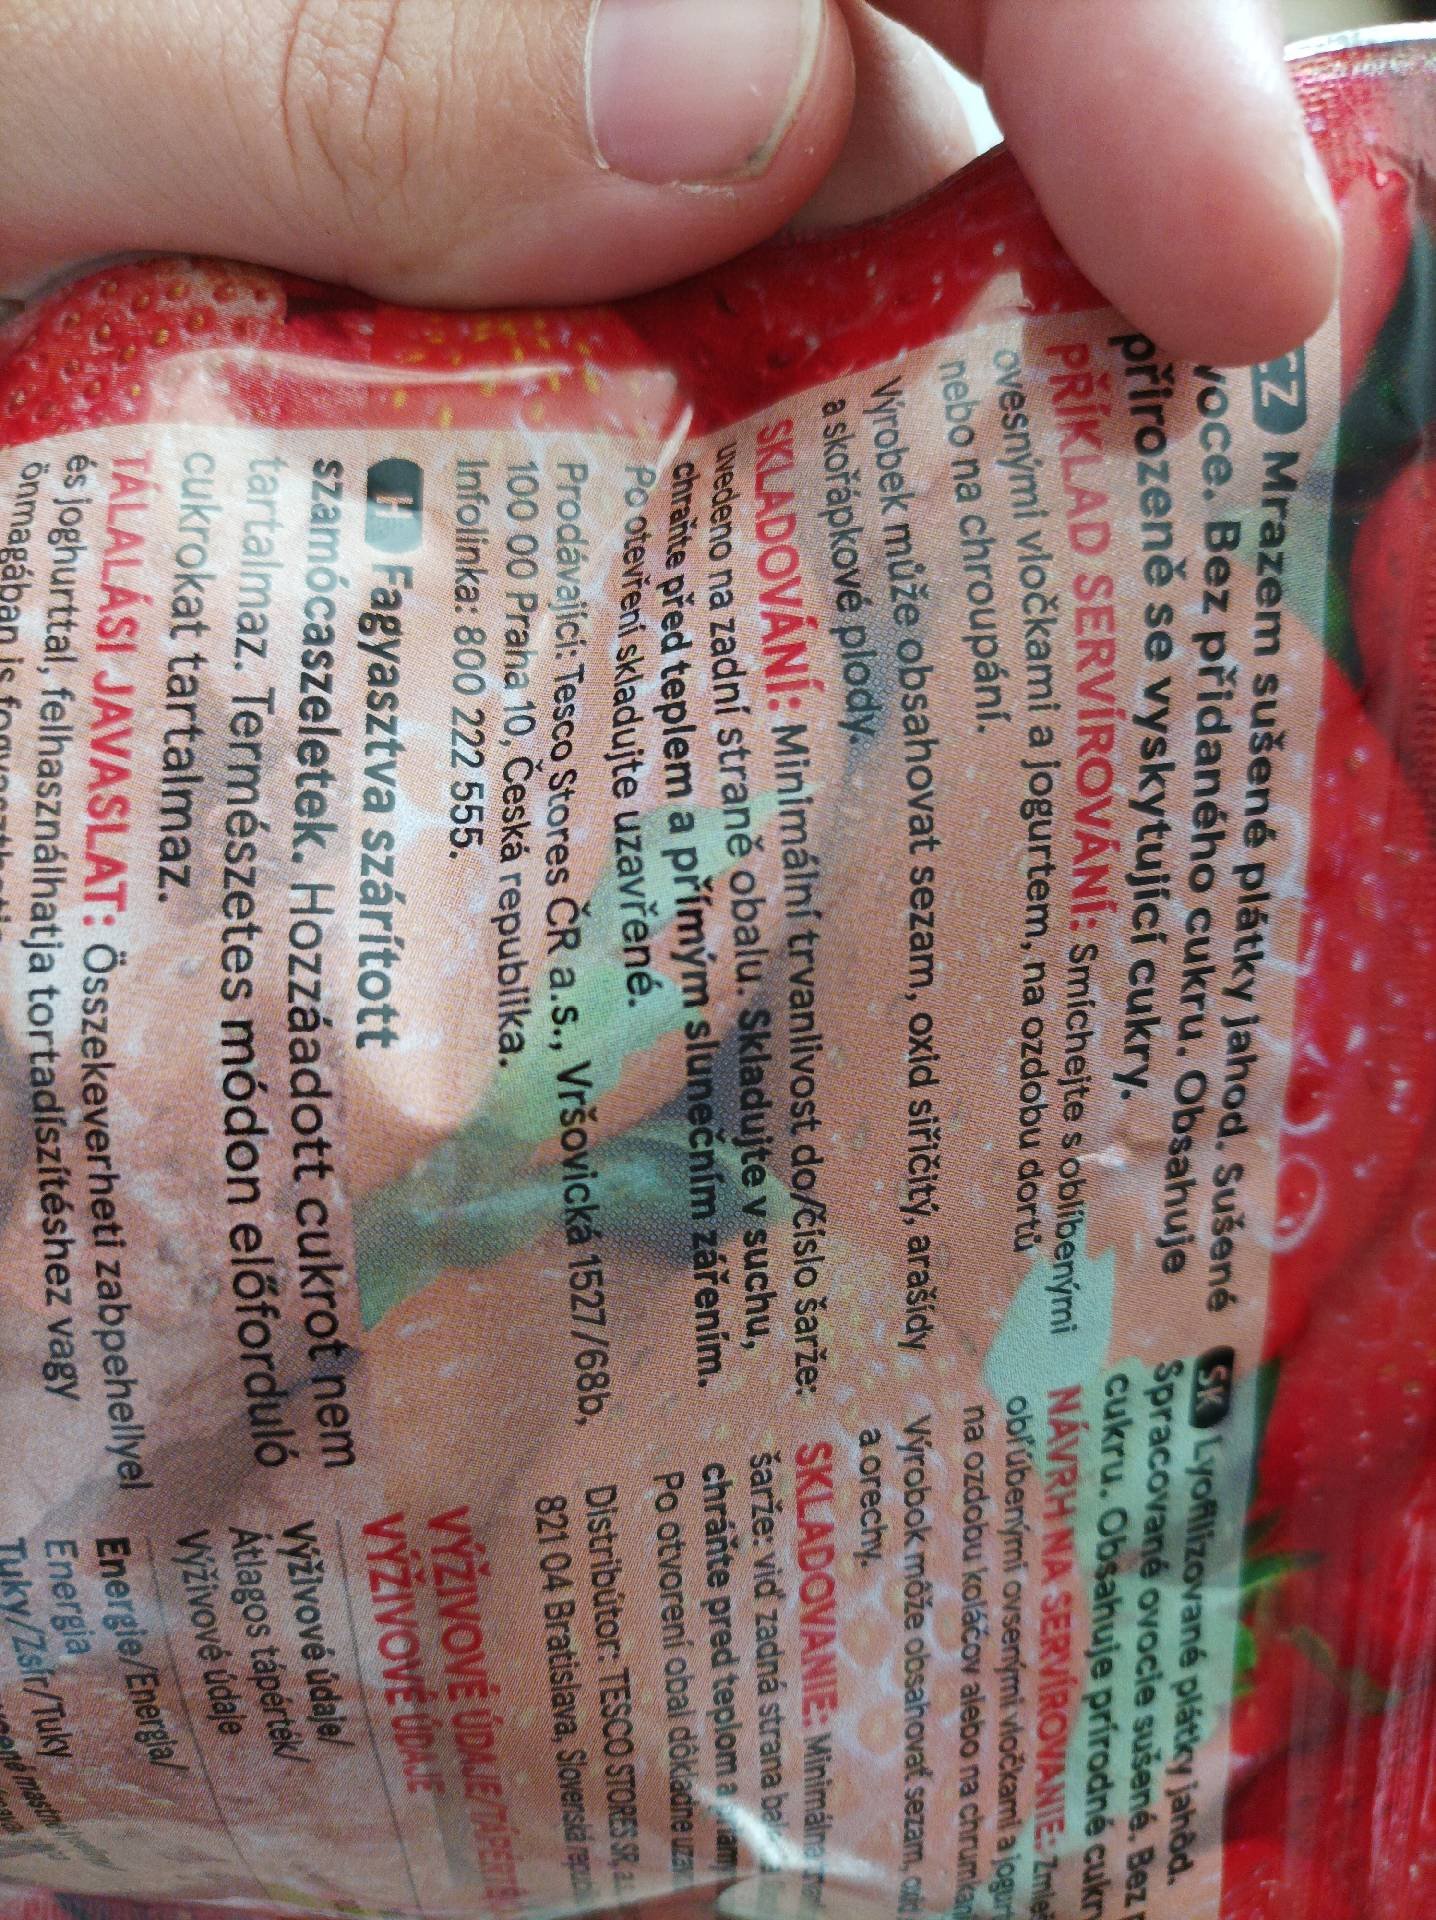 CZ Mrazem sušené plátky jahod. Sušené
ovoce. Bez přidaného cukru. Obsahuje
přirozeně se vyskytující cukry.
PŘÍKLAD SERVÍROVÁNÍ: Smíchejte s oblíbenými
ovesnými vločkami a jogurtem, na ozdobu dortů
nebo na chroupání.
Výrobek může obsahovat sezam, oxid siřičitý, arašídy
a skořápkové plody.
SKLADOVÁNÍ: Minimální trvanlivost do/číslo šarže:
uvedeno na zadní straně obalu. Skladujte v suchu,
chraňte před teplem a přímým slunečním zářením.
Po otevření skladujte uzavřené.
Prodávající: Tesco Stores ČR a.s., Vršovická 1527/68b,
100 00 Praha 10, Česká republika.
Infolinka: 800 222 555.
H Fagyasztva szárított
szamócaszeletek. Hozzáadott cukrot nem
tartalmaz. Természetes módon előforduló
cukrokat tartalmaz.
TÁLALÁSI JAVASLAT: Összekeverheti zabpehellyel
és joghurttal, felhasználhatja tortadíszítéshez vagy
önmagában is
SK Lyofilizované plátky jahôd.
Spracované ovocie sušené. Bez
cukru. Obsahuje prírodné
NÁVRH NA SERVÍROVANIE:
obľúbenými ovsenými vločkami a
na ozdobu koláčov alebo na
Výrobok môže obsahovať sezam,
a orechy.
SKLADOVANIE: Minimálna
šarže: viď zadná strana
chráňte pred teplom a
Po otvorení obal dôkladne
Distribútor: TESCO STORES SR, a.s.
821 04 Bratislava, Slovenská
VÝŽIVOVÉ ÚDAJE/
VÝŽIVOVÉ ÚDAJE
Výživové údaje/
Átlagos tápérték/
Výživové údaje
Energie/Energia/
Energia
Tuky/Zsír/Tuky